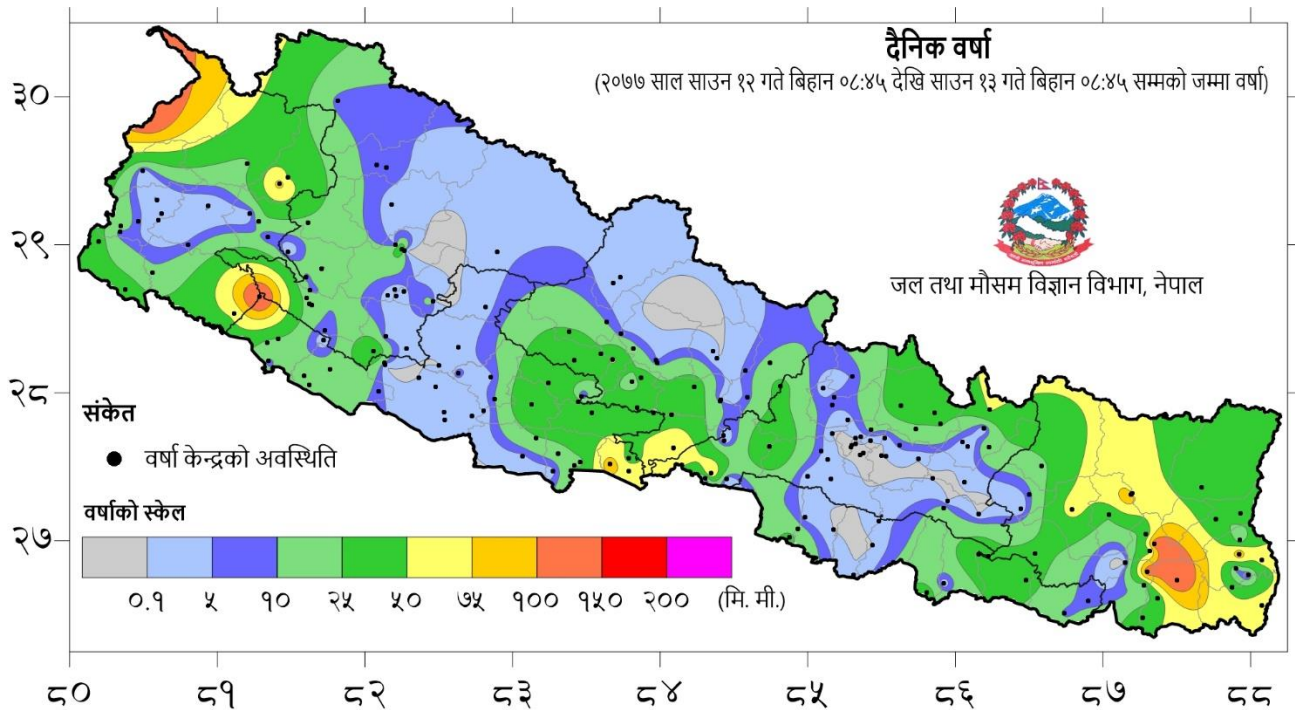 दैनिक वर्षा
(२०७७ साल साउन १२ गते बिहान ०८:४५ देखि साउन १३ गते बिहान ०८:४५ सम्मको जम्मा वर्षा)
३०
२९
जल तथा मौसम विज्ञान विभाग, नेपाल
२८
संकेत
वर्षा केन्द्रको अवस्थिति
वर्षाको स्केल
२७
०.१ ५ १० २५ ५० ७५ १०० १५० २०० (मि. मी.)
८० ८१ ८२ ८३ ८४ ८५ ८६ ८७ ८८